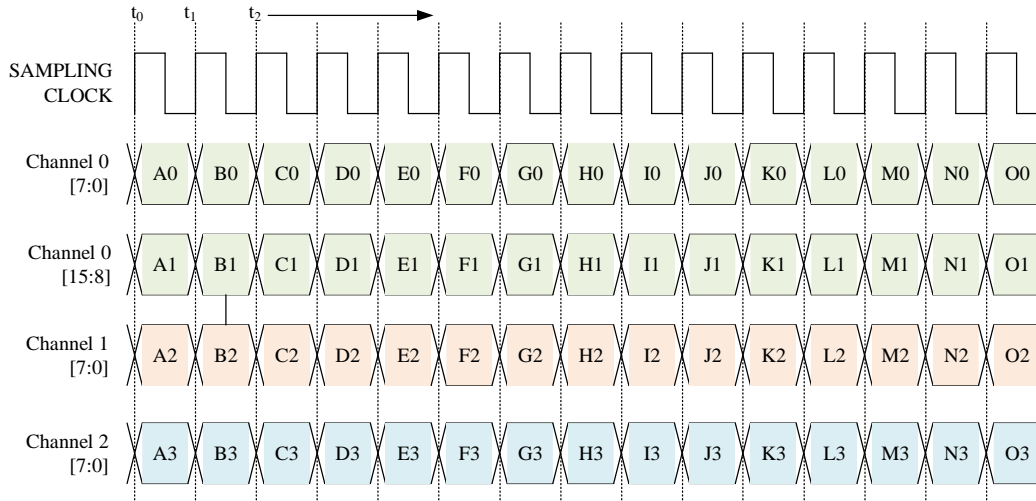 t0 t1 t2
SAMPLING
CLOCK
Channel 0
[7:0]
A0 B0 C0 D0 E0 F0 G0 H0 I0 J0 K0 L0 M0 N0 O0
Channel 0
[15:8]
A1 B1 C1 D1 E1 F1 G1 H1 I1 J1 K1 L1 M1 N1 O1
Channel 1
[7:0]
A2 B2 C2 D2 E2 F2 G2 H2 I2 J2 K2 L2 M2 N2 O2
Channel 2
[7:0]
A3 B3 C3 D3 E3 F3 G3 H3 I3 J3 K3 L3 M3 N3 O3